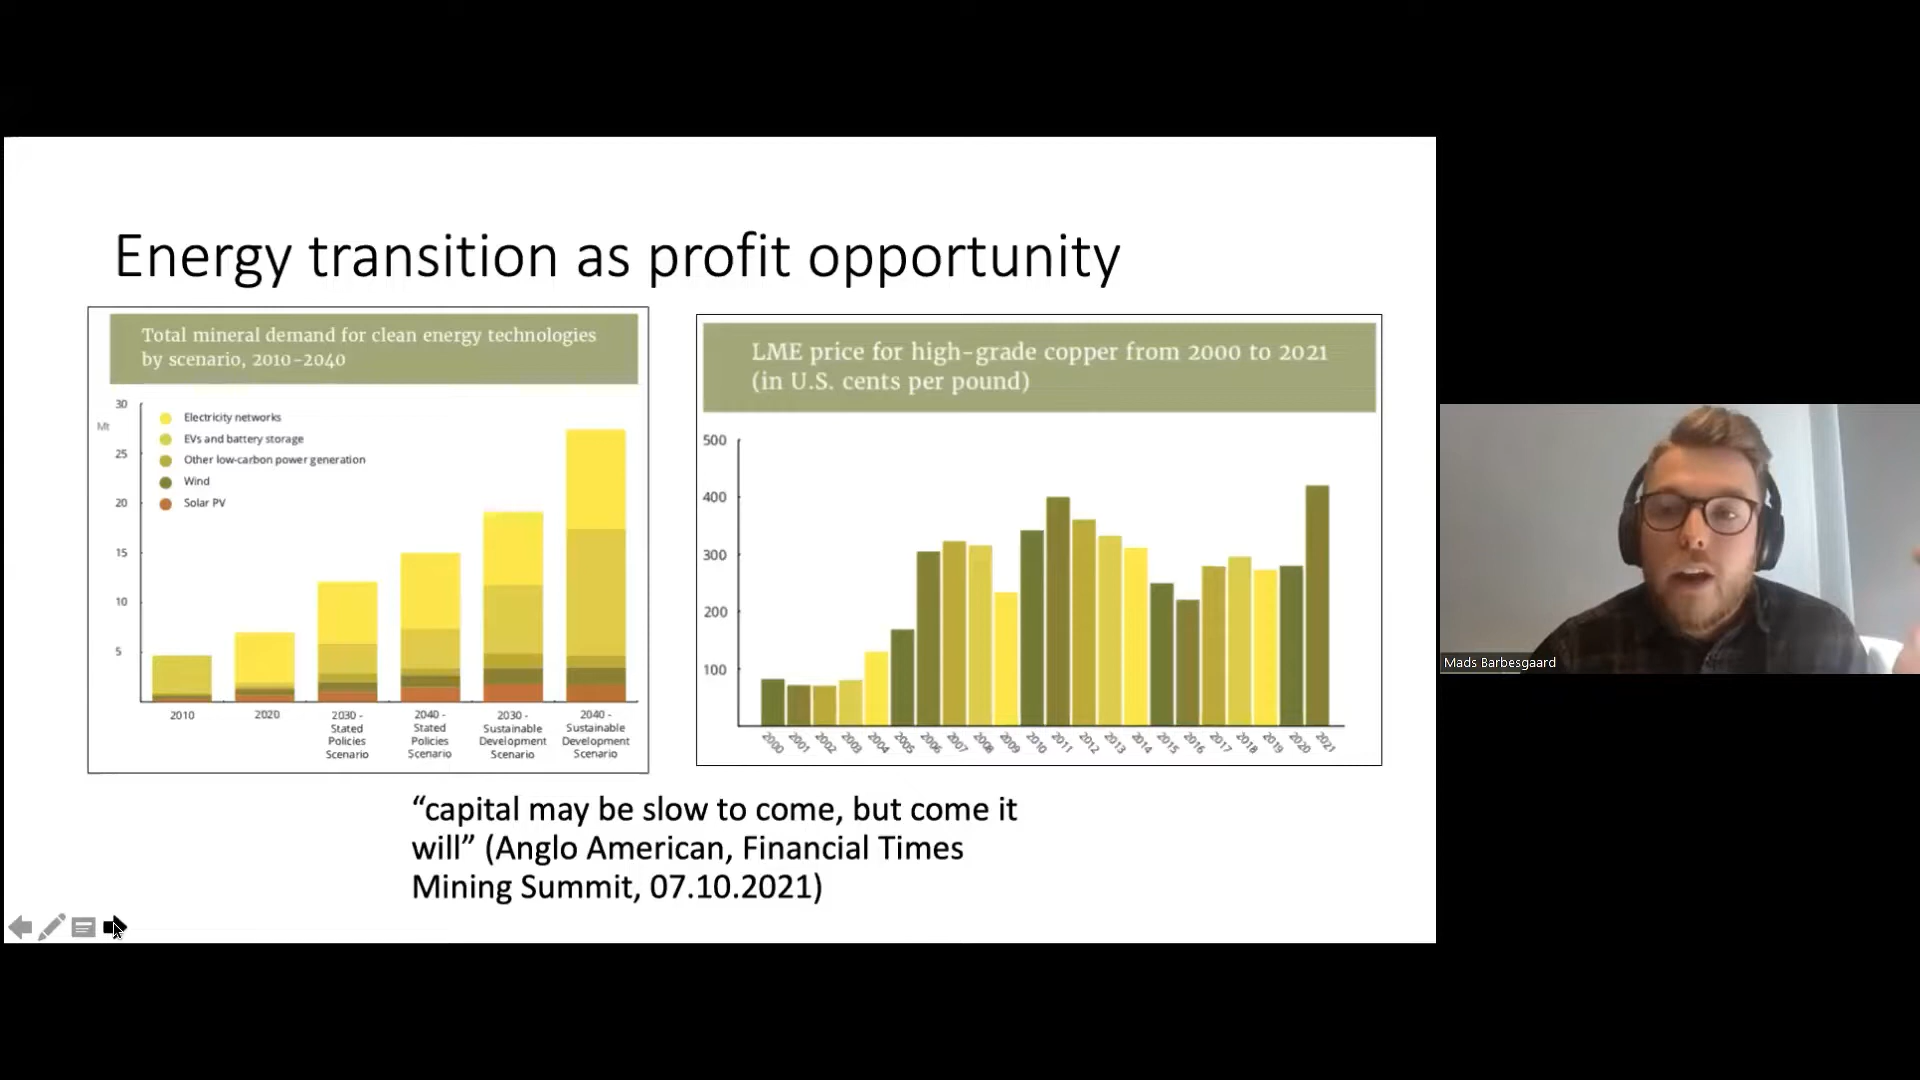 Energy transition as profit opportunity
Total mineral demand for clean energy technologies
by scenario, 2010-2040
30
Mt
25
20
15
10
5
Electricity networks
EVs and battery storage
Other low-carbon power generation
Wind
Solar PV
2010
2020
2030 -
Stated
Policies
Scenario
2040 -
Stated
Policies
Scenario
2030 -
Sustainable
Development
Scenario
2040 -
Sustainable
Development
Scenario
LME price for high-grade copper from 2000 to 2021
(in U.S. cents per pound)
500
400
300
200
100
2000
2001
2002
2003
2004
2005
2006
2007
2008
2009
2010
2011
2012
2013
2014
2015
2016
2017
2018
2019
2020
2021
“capital may be slow to come, but come it
will” (Anglo American, Financial Times
Mining Summit, 07.10.2021)
Mads Barbesgaard